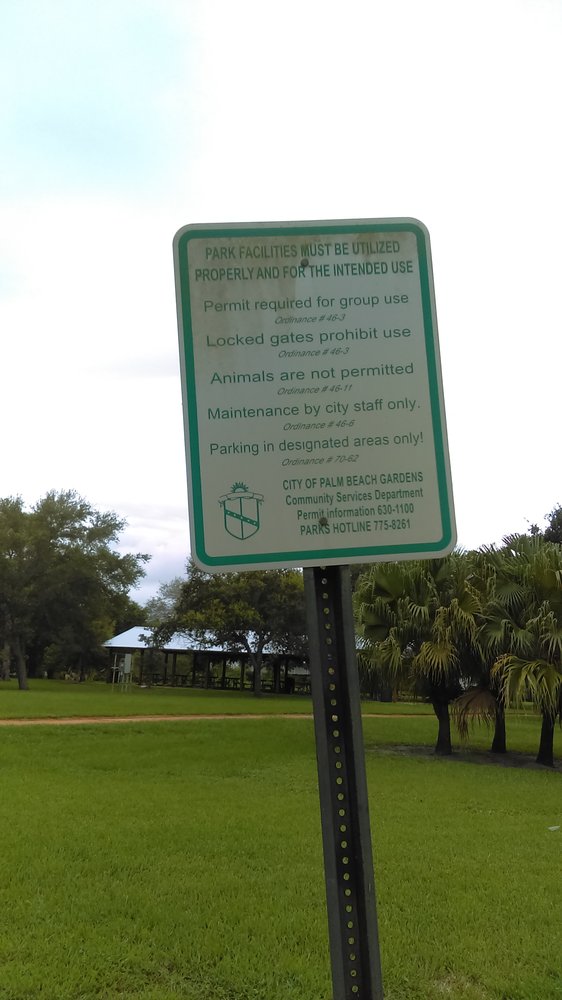 PARK FACILITIES MUST BE UTILIZED
PROPERLY AND FOR THE INTENDED USE
Permit required for group use
Ordinance # 46-3
Locked gates prohibit use
Ordinance # 46-3
Animals are not permitted
Ordinance # 46-11
Maintenance by city staff only.
Ordinance # 46-6
Parking in designated areas only!
Ordinance # 70-62
CITY OF PALM BEACH GARDENS
Community Services Department
Permit information 630-1100
PARKS HOTLINE 775-8261